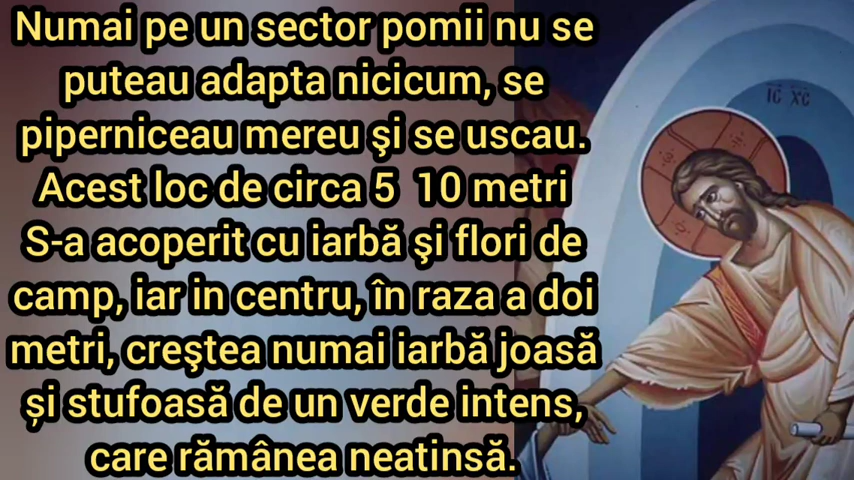 Numai pe un sector pomii nu se
puteau adapta nicicum, se
piperniceau mereu şi se uscau.
Acest loc de circa 5 10 metri
S-a acoperit cu iarbă şi flori de
camp, iar in centru, în raza a doi
metri, creştea numai iarbă joasă
și stufoasă de un verde intens,
care rămânea neatinsă.
IC XC